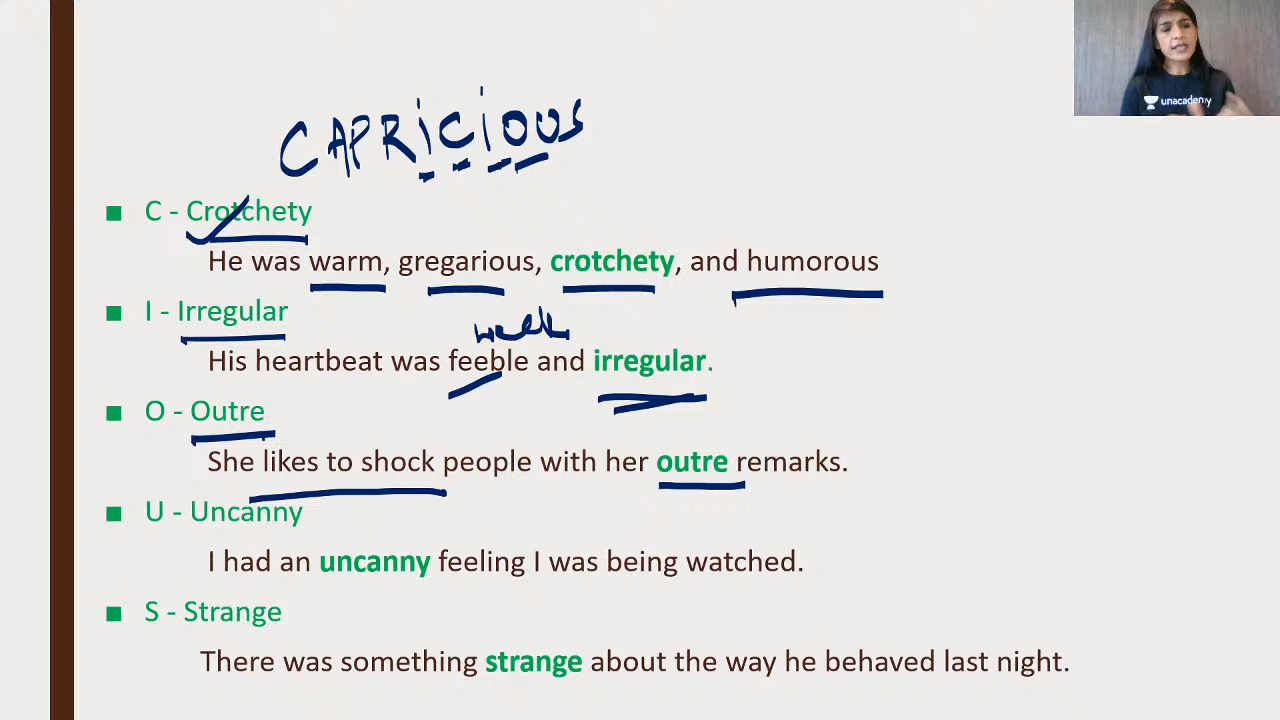 unacademy
CAPRiCiOUS
■ C - Crotchety
He was warm, gregarious, crotchety, and humorous
■ I - Irregular
weak
His heartbeat was feeble and irregular.
■ O - Outre
She likes to shock people with her outre remarks.
■ U - Uncanny
I had an uncanny feeling I was being watched.
■ S - Strange
There was something strange about the way he behaved last night.